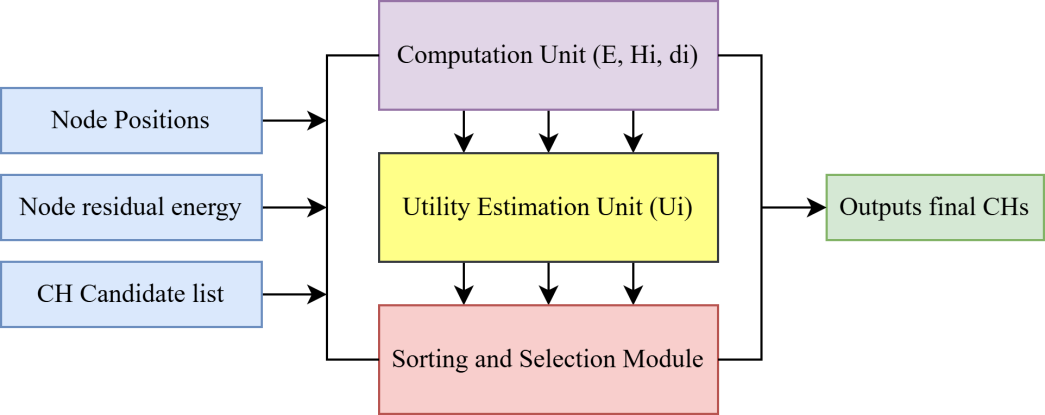 Computation Unit (E, Hi, di)
Node Positions
Node residual energy
CH Candidate list
Utility Estimation Unit (Ui)
Sorting and Selection Module
Outputs final CHs